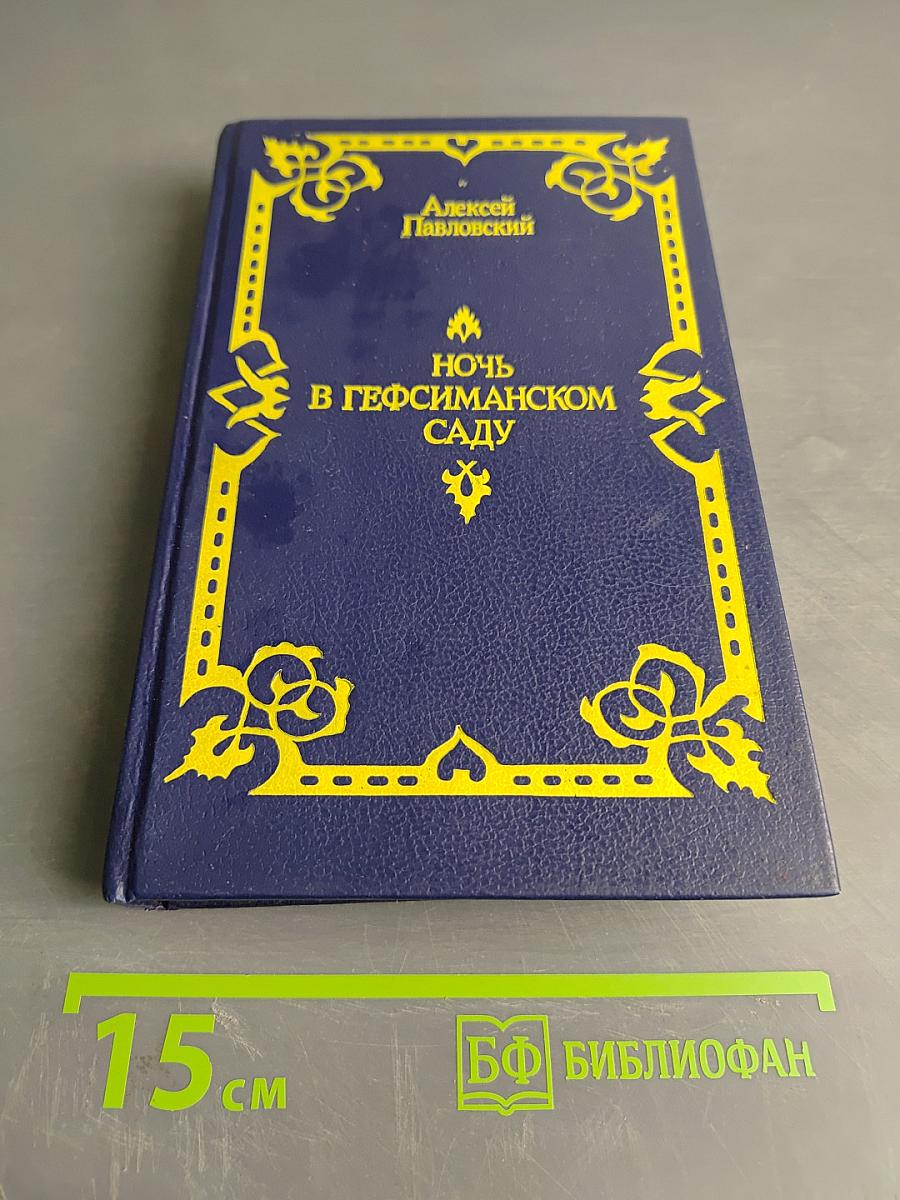 Алексей
Павловский
НОЧЬ
В ГЕФСИМАНСКОМ
САДУ
15 см
БФ БИБЛИОФАН